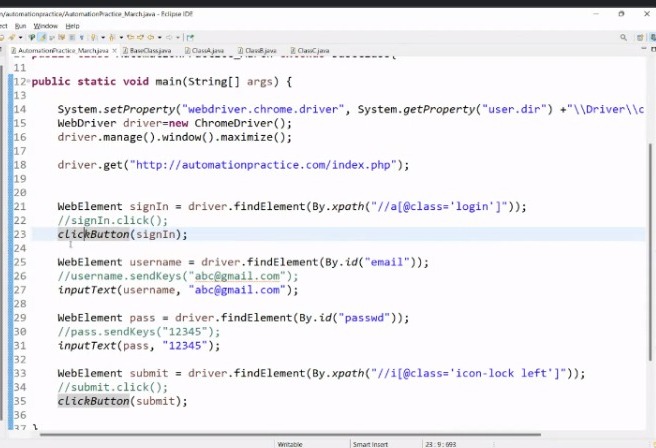 n/automationpractice/AutomationPractice_March.java - Eclipse IDE
ect Run Window Help
AutomationPractice_March.java BaseClass.java ClassA.java ClassB.java ClassC.java
11
12 public static void main(String[] args) {
13
14 System.setProperty("webdriver.chrome.driver", System.getProperty("user.dir") +"\\Driver\\c
15 WebDriver driver=new ChromeDriver();
16 driver.manage().window().maximize();
17
18 driver.get("http://automationpractice.com/index.php");
19
20
21 WebElement signIn = driver.findElement(By.xpath("//a[@class='login']"));
22 //signIn.click();
23 clickButton(signIn);
24
25 WebElement username = driver.findElement(By.id("email"));
26 //username.sendKeys("abc@gmail.com");
27 inputText(username, "abc@gmail.com");
28
29 WebElement pass = driver.findElement(By.id("passwd"));
30 //pass.sendKeys("12345");
31 inputText(pass, "12345");
32
33 WebElement submit = driver.findElement(By.xpath("//i[@class='icon-lock left']"));
34 //submit.click();
35 clickButton(submit);
36
37 }
Writable Smart Insert 23 : 9 : 693